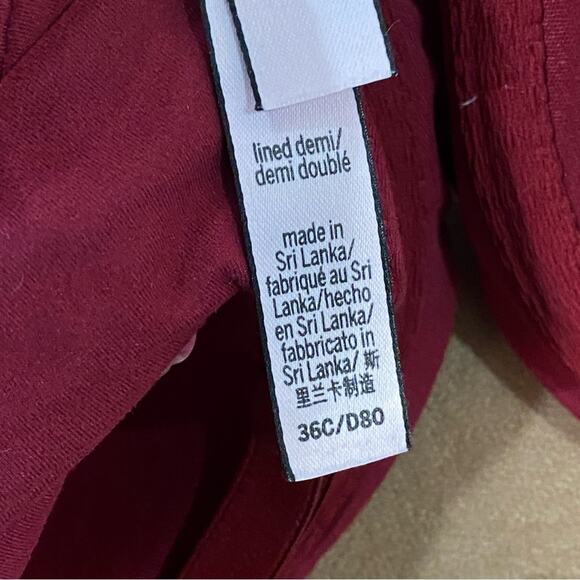 lined demi/
demi doublé
made in
Sri Lanka/
fabriqué au Sri
Lanka/hecho
en Sri Lanka/
fabbricato in
Sri Lanka/ 斯
里兰卡制造
36C/D80